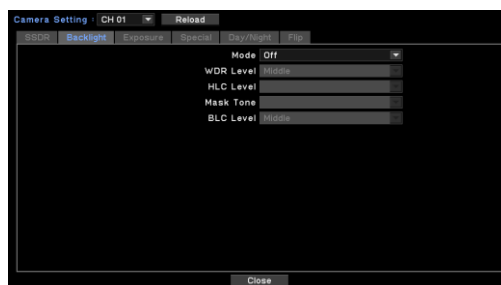 Camera Setting : CH 01 Reload
SSDR Backlight Exposure Special Day/Night Flip
Mode Off
WDR Level Middle
HLC Level
Mask Tone
BLC Level Middle
Close